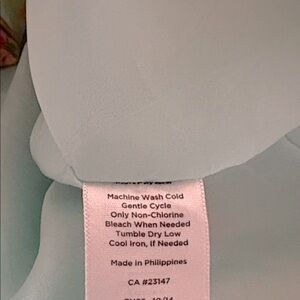 Machine Wash Cold
Gentle Cycle
Only Non-Chlorine
Bleach When Needed
Tumble Dry Low
Cool Iron, If Needed
Made in Philippines
CA #23147